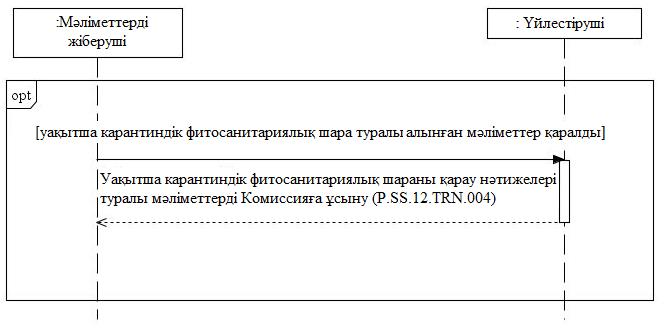 :Мәліметтерді
жіберуші
: Үйлестіруші
opt
[уақытша карантиндік фитосанитариялық шара туралы алынған мәліметтер қаралды]
Уақытша карантиндік фитосанитариялық шараны қарау нәтижелері
туралы мәліметтерді Комиссияға ұсыну (P.SS.12.TRN.004)